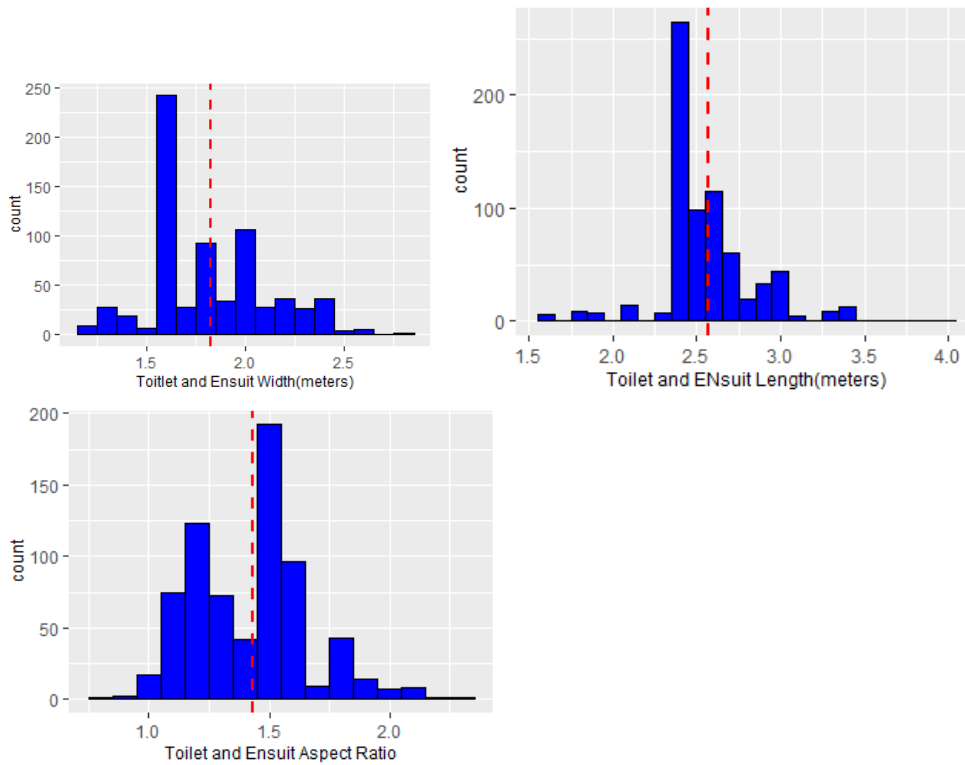 250
200
150
100
50
0
count
1.5 2.0 2.5
Toitlet and Ensuit Width(meters)
200
100
0
count
1.5 2.0 2.5 3.0 3.5 4.0
Toilet and ENsuit Length(meters)
200
150
100
50
0
count
1.0 1.5 2.0
Toilet and Ensuit Aspect Ratio